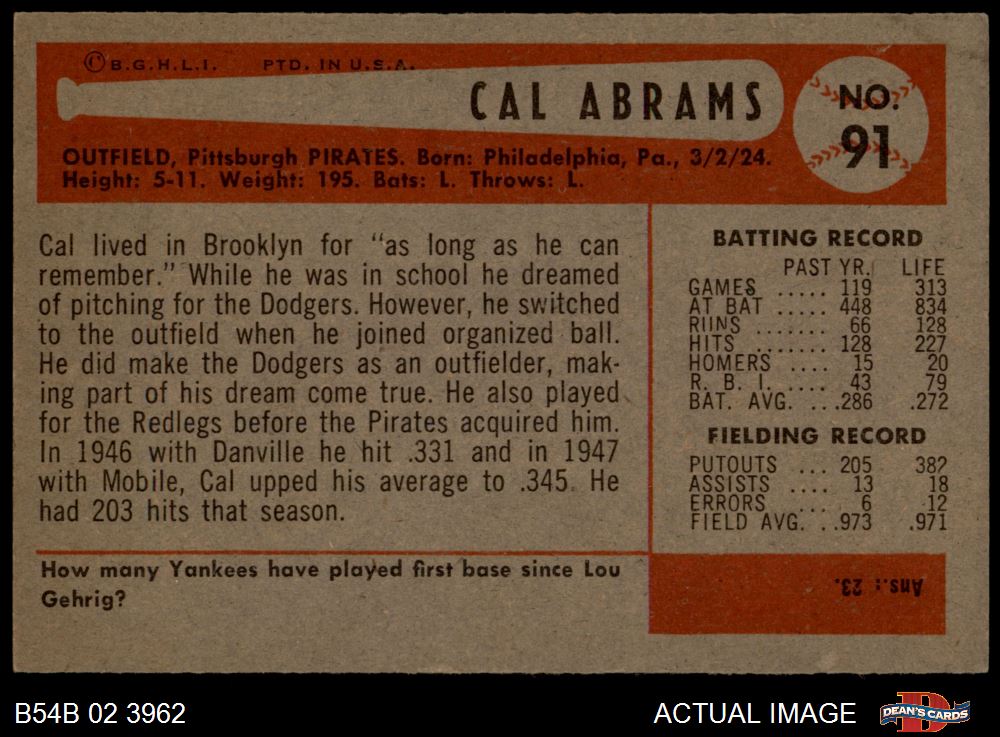 © B.G.H.L.I. PTD. IN U.S.A.
CAL ABRAMS
NO.
91
OUTFIELD, Pittsburgh PIRATES. Born: Philadelphia, Pa., 3/2/24.
Height: 5-11. Weight: 195. Bats: L. Throws: L.
Cal lived in Brooklyn for “as long as he can
remember.” While he was in school he dreamed
of pitching for the Dodgers. However, he switched
to the outfield when he joined organized ball.
He did make the Dodgers as an outfielder, mak-
ing part of his dream come true. He also played
for the Redlegs before the Pirates acquired him.
In 1946 with Danville he hit .331 and in 1947
with Mobile, Cal upped his average to .345. He
had 203 hits that season.
How many Yankees have played first base since Lou
Gehrig?
BATTING RECORD
PAST YR. LIFE
GAMES ..... 119 313
AT BAT ..... 448 834
RUNS ....... 66 128
HITS ....... 128 227
HOMERS .... 15 20
R. B. I. .... 43 79
BAT. AVG. ...286 .272
FIELDING RECORD
PUTOUTS ... 205 382
ASSISTS .... 13 18
ERRORS .... 6 12
FIELD AVG. ..973 .971
Ans.: 23.
B54B 02 3962
ACTUAL IMAGE
D
DEAN'S CARDS